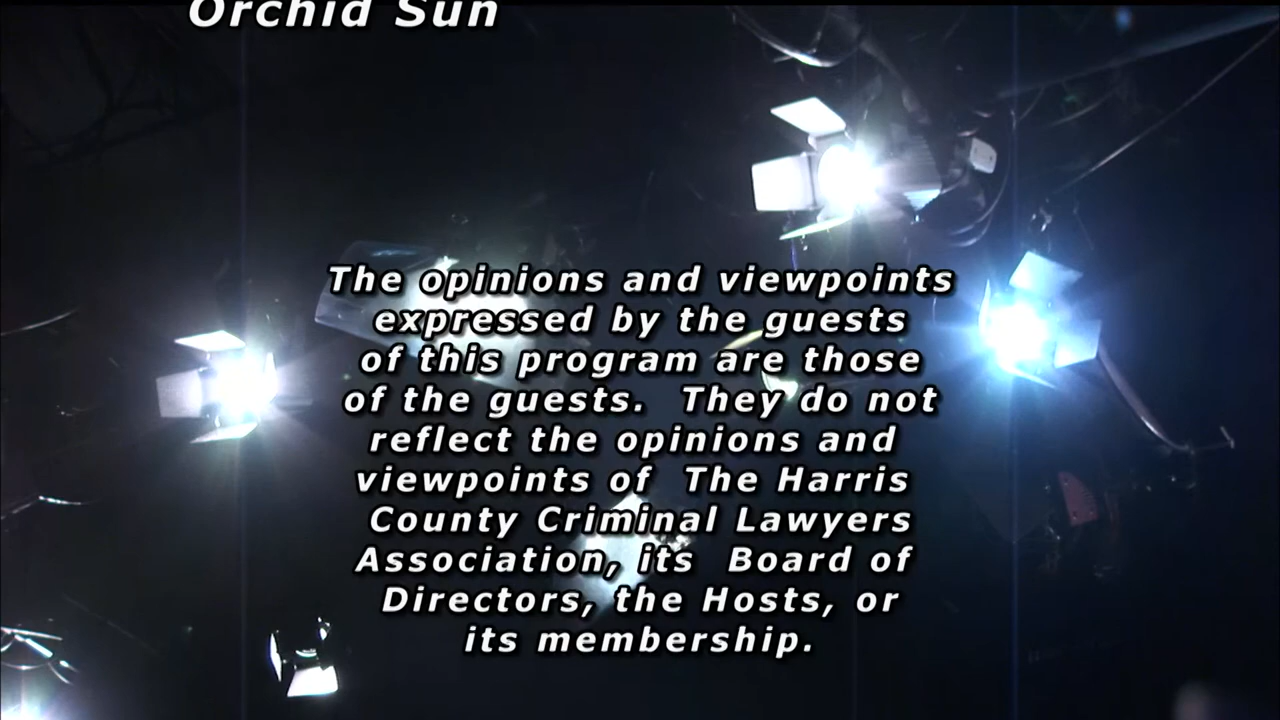 Orchid Sun
The opinions and viewpoints
expressed by the guests
of this program are those
of the guests.  They do not
reflect the opinions and
viewpoints of  The Harris
County Criminal Lawyers
Association, its  Board of
Directors, the Hosts, or
its membership.